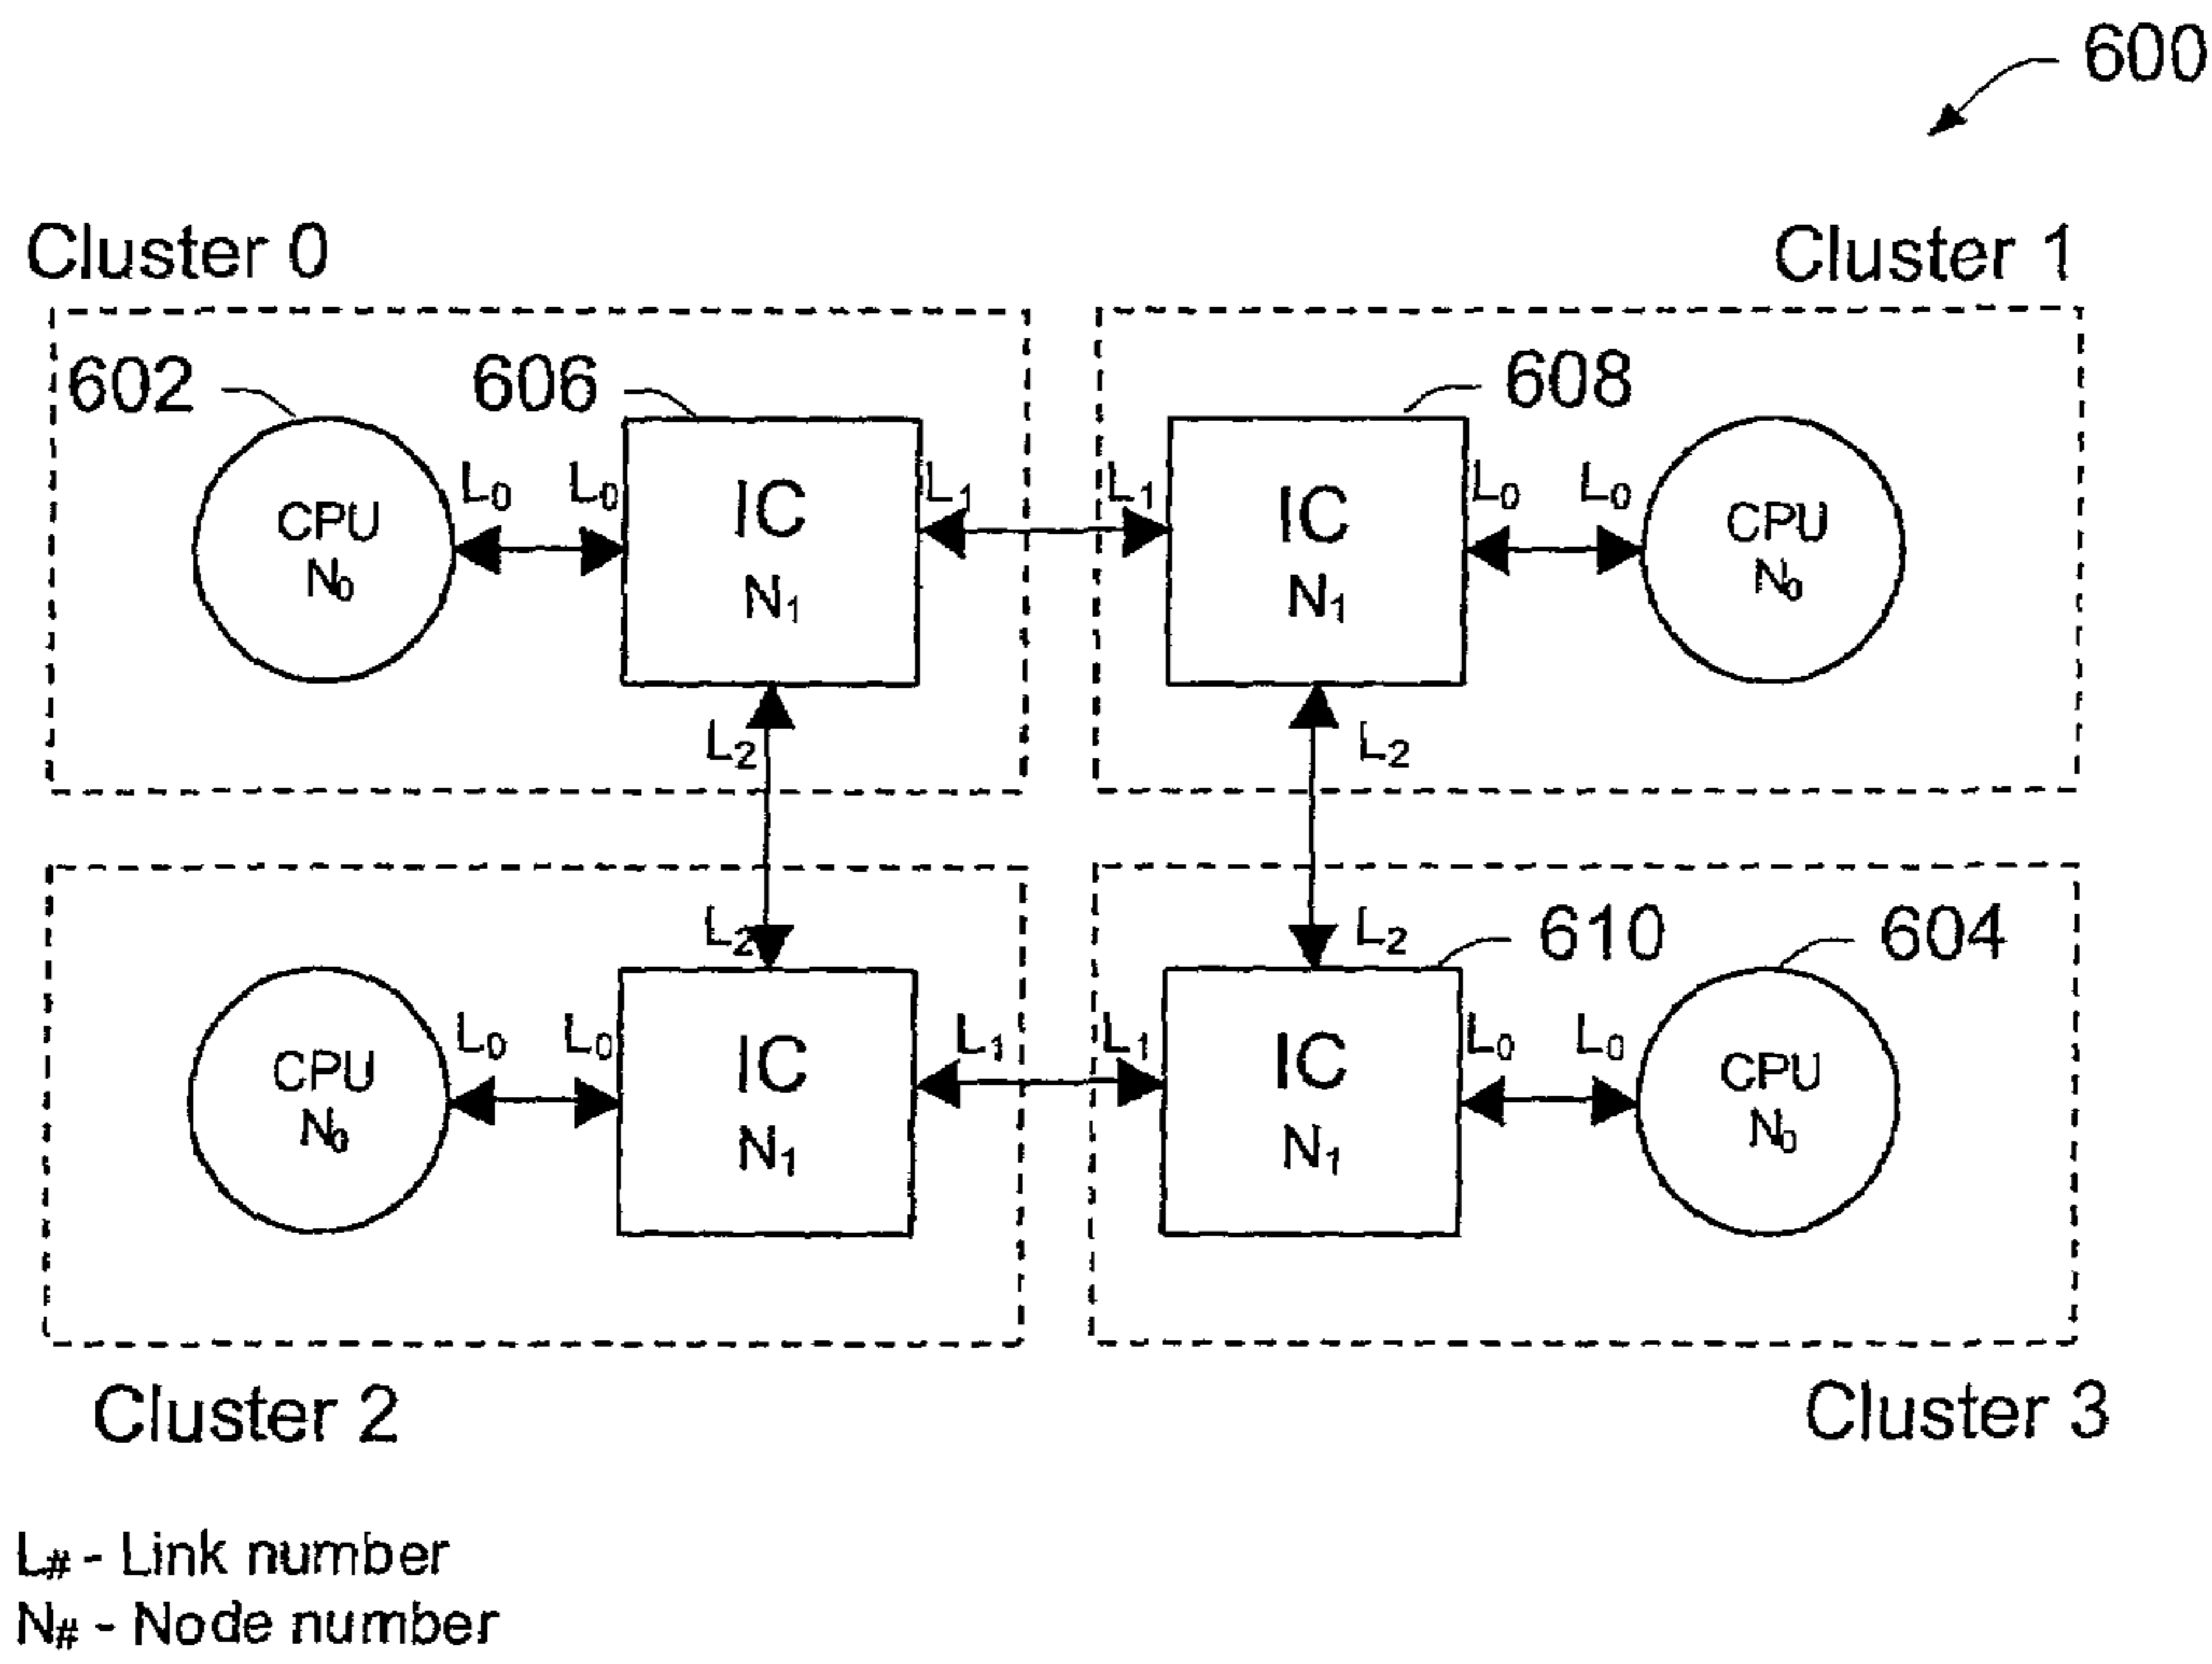 600
Cluster 0
Cluster 1
602
606
608
CPU
N0
L0
L0
IC
N1
L1
L1
IC
N1
L0
L0
CPU
N0
L2
L2
L2
L2
610
604
CPU
N0
L0
L0
IC
N1
L1
L1
IC
N1
L0
L0
CPU
N0
Cluster 2
Cluster 3
L# - Link number
N# - Node number